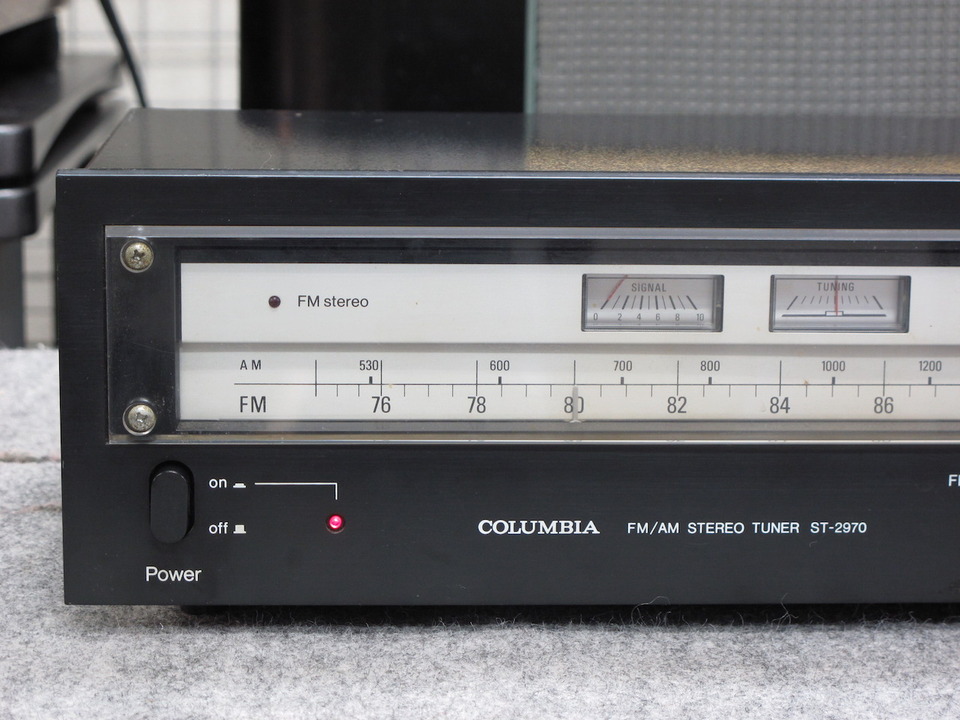 FM stereo
SIGNAL
0 2 4 6 8 10
TUNING
AM 530 600 700 800 1000 1200
FM 76 78 80 82 84 86
on
off
Power
COLUMBIA FM/AM STEREO TUNER ST-2970